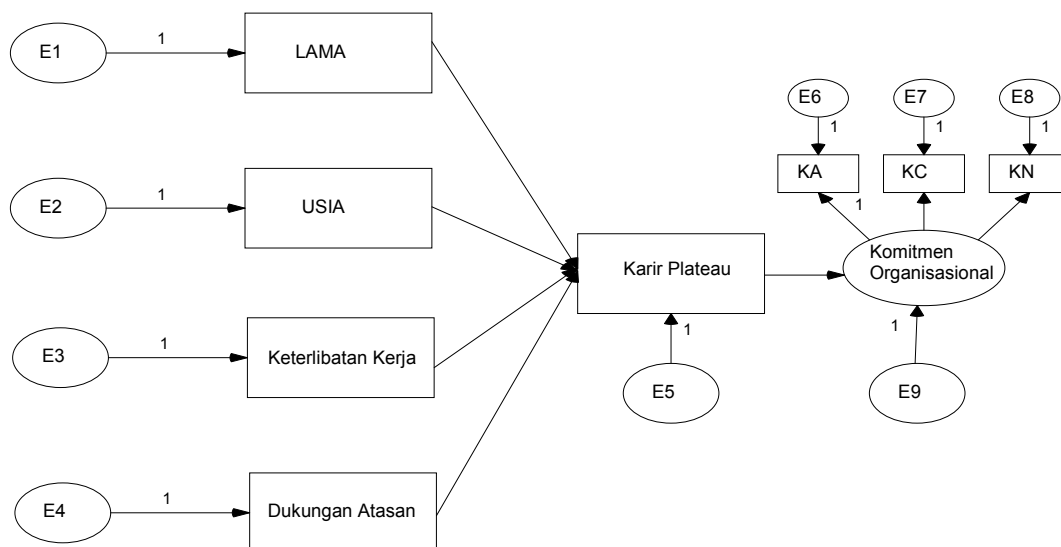 E1
1
LAMA
E6
E7
E8
1
1
1
KA
KC
KN
E2
1
USIA
1
Komitmen
Organisasional
Karir Plateau
E3
1
Keterlibatan Kerja
1
1
E5
E9
E4
1
Dukungan Atasan